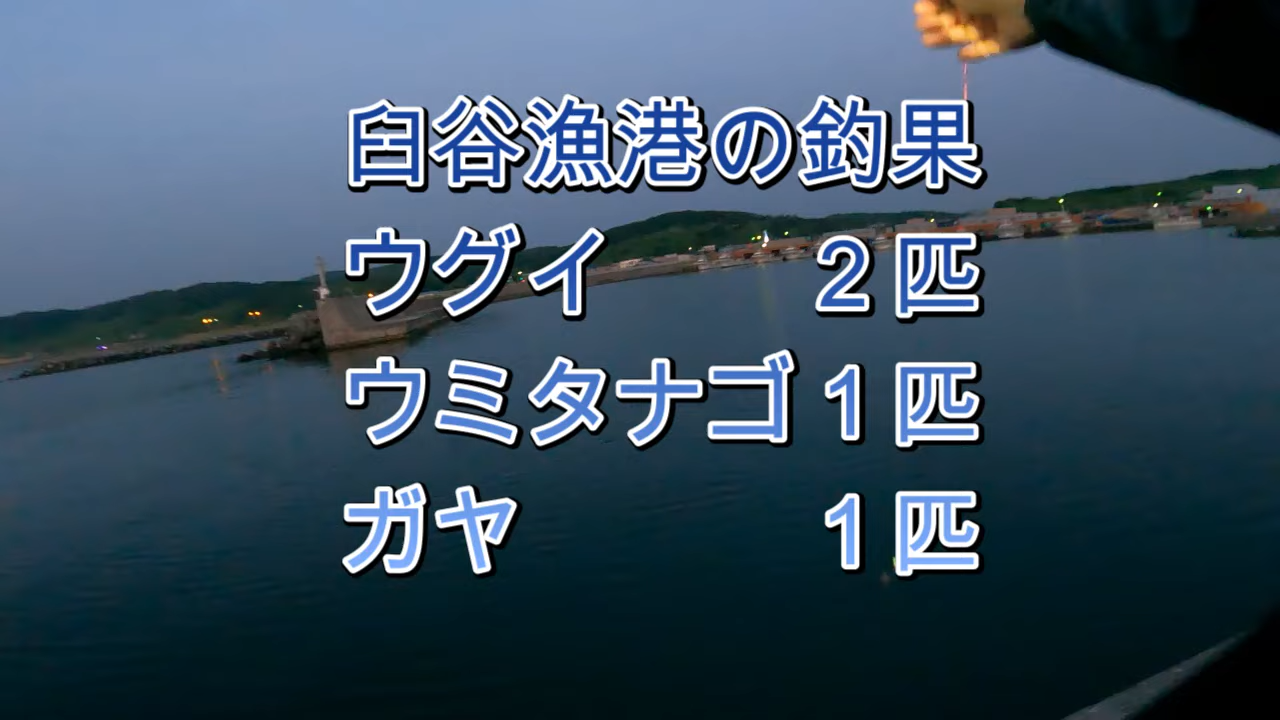 臼谷漁港の釣果
ウグイ　　　２匹
ウミタナゴ　１匹
ガヤ　　　　１匹